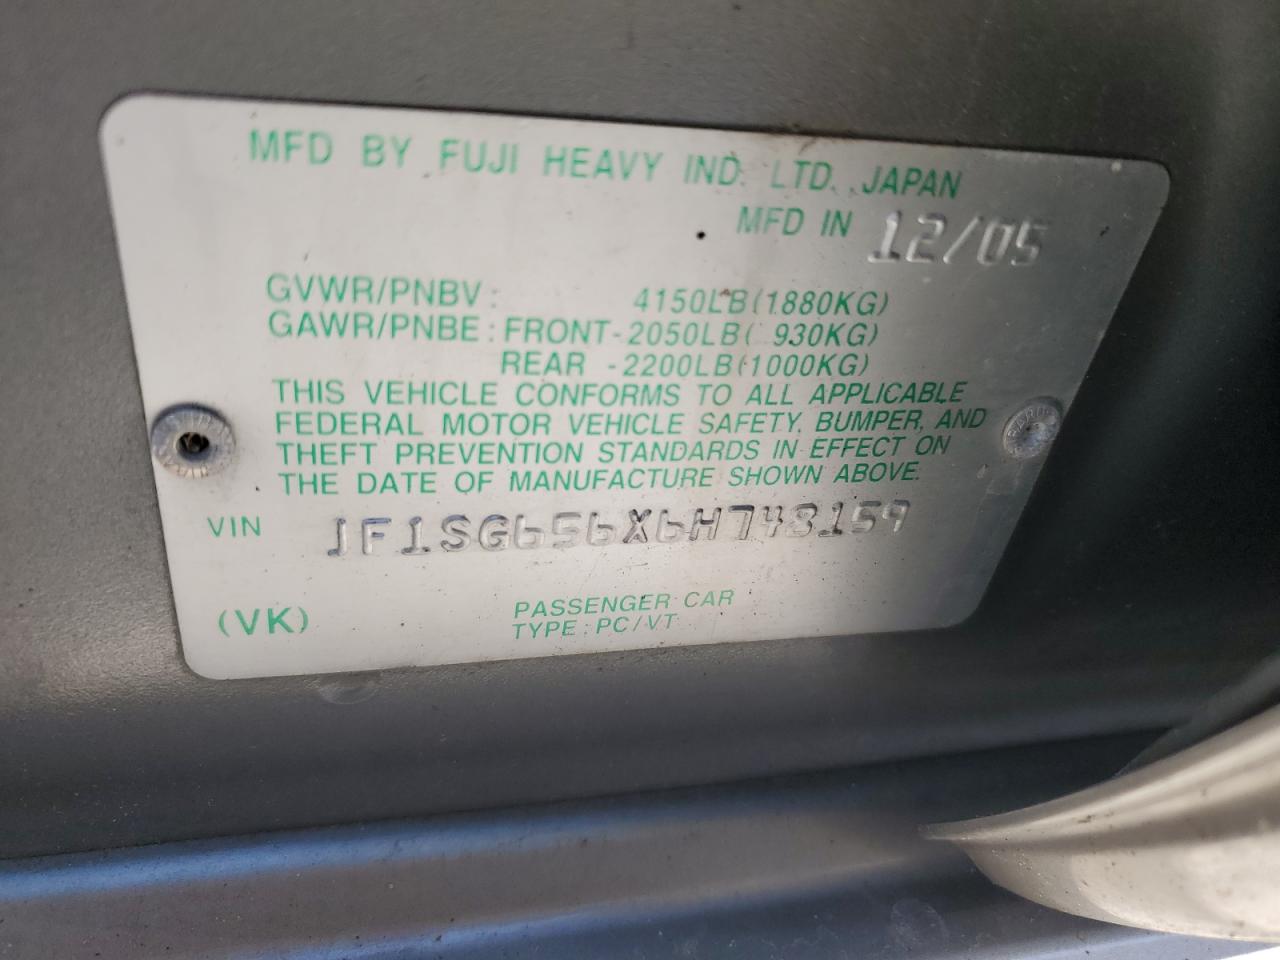 MFD BY FUJI HEAVY IND. LTD. JAPAN
MFD IN 12/05
GVWR/PNBV: 4150LB(1880KG)
GAWR/PNBE: FRONT-2050LB( 930KG)
REAR -2200LB(1000KG)
THIS VEHICLE CONFORMS TO ALL APPLICABLE
FEDERAL MOTOR VEHICLE SAFETY, BUMPER, AND
THEFT PREVENTION STANDARDS IN EFFECT ON
THE DATE OF MANUFACTURE SHOWN ABOVE.
VIN JF1SG656X6H748159
(VK) PASSENGER CAR
TYPE: PC/VT